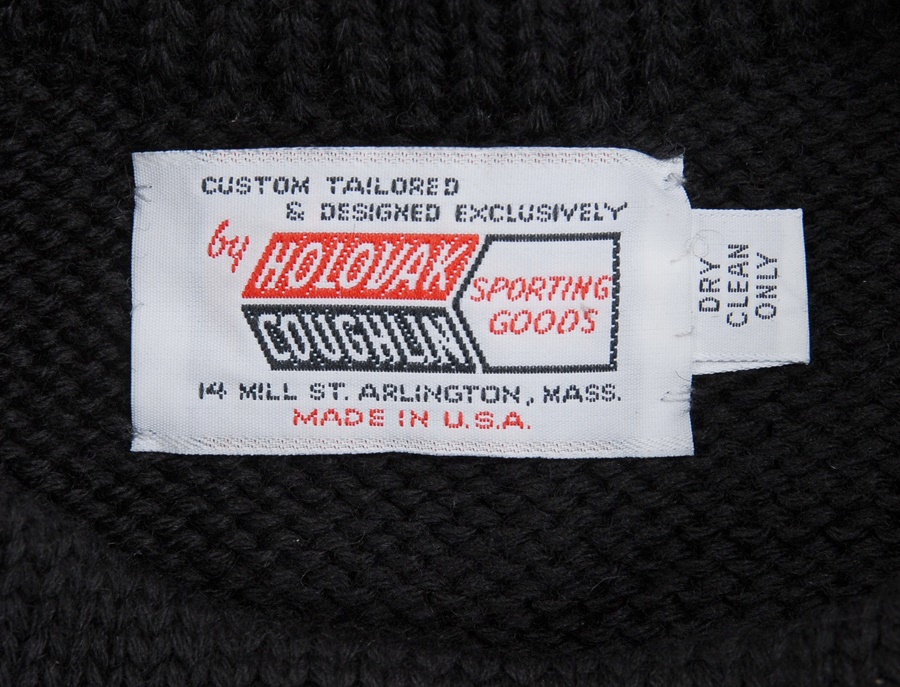 CUSTOM TAILORED
& DESIGNED EXCLUSIVELY
by HOLOVAK
COUGHLIN
SPORTING
GOODS
14 MILL ST. ARLINGTON, MASS.
MADE IN U.S.A.
DRY
CLEAN
ONLY